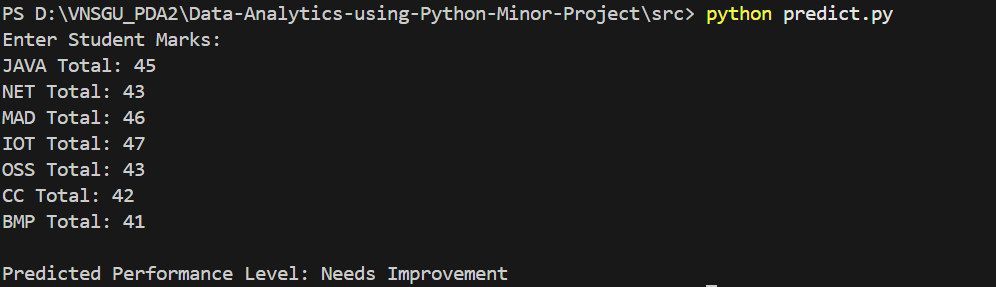 PS D:\VNSGU_PDA2\Data-Analytics-using-Python-Minor-Project\src> python predict.py
Enter Student Marks:
JAVA Total: 45
NET Total: 43
MAD Total: 46
IOT Total: 47
OSS Total: 43
CC Total: 42
BMP Total: 41
Predicted Performance Level: Needs Improvement